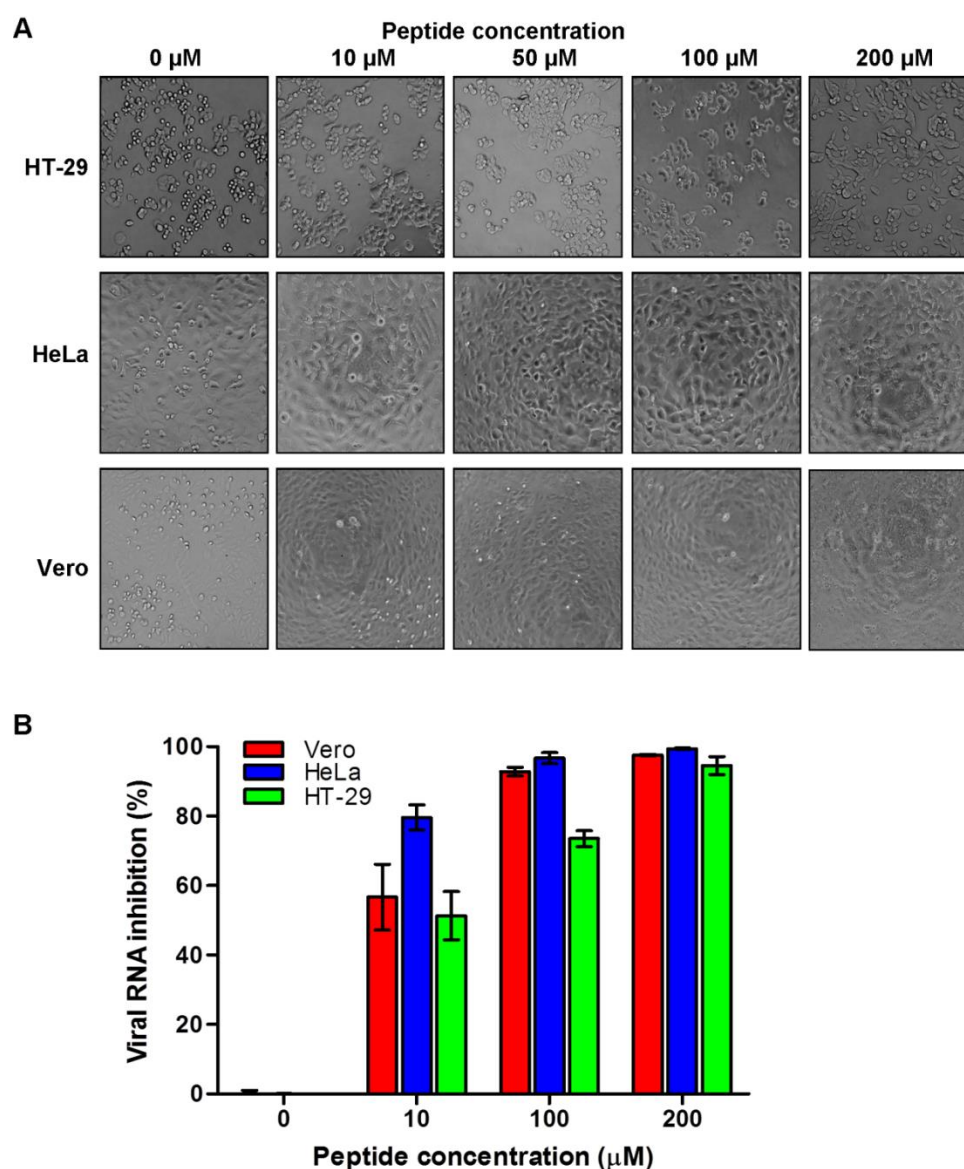 A
Peptide concentration
0 µM 10 µM 50 µM 100 µM 200 µM
HT-29
HeLa
Vero
B
Viral RNA inhibition (%)
100
80
60
40
20
0
Vero
HeLa
HT-29
0 10 100 200
Peptide concentration (µM)